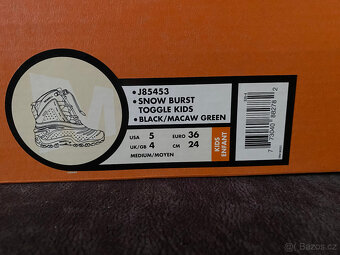 • J85453
• SNOW BURST
TOGGLE KIDS
• BLACK/MACAW GREEN
USA 5 EURO 36
UK/GB 4 CM 24
MEDIUM/MOYEN
KIDS
ENFANT
Bazos.cz